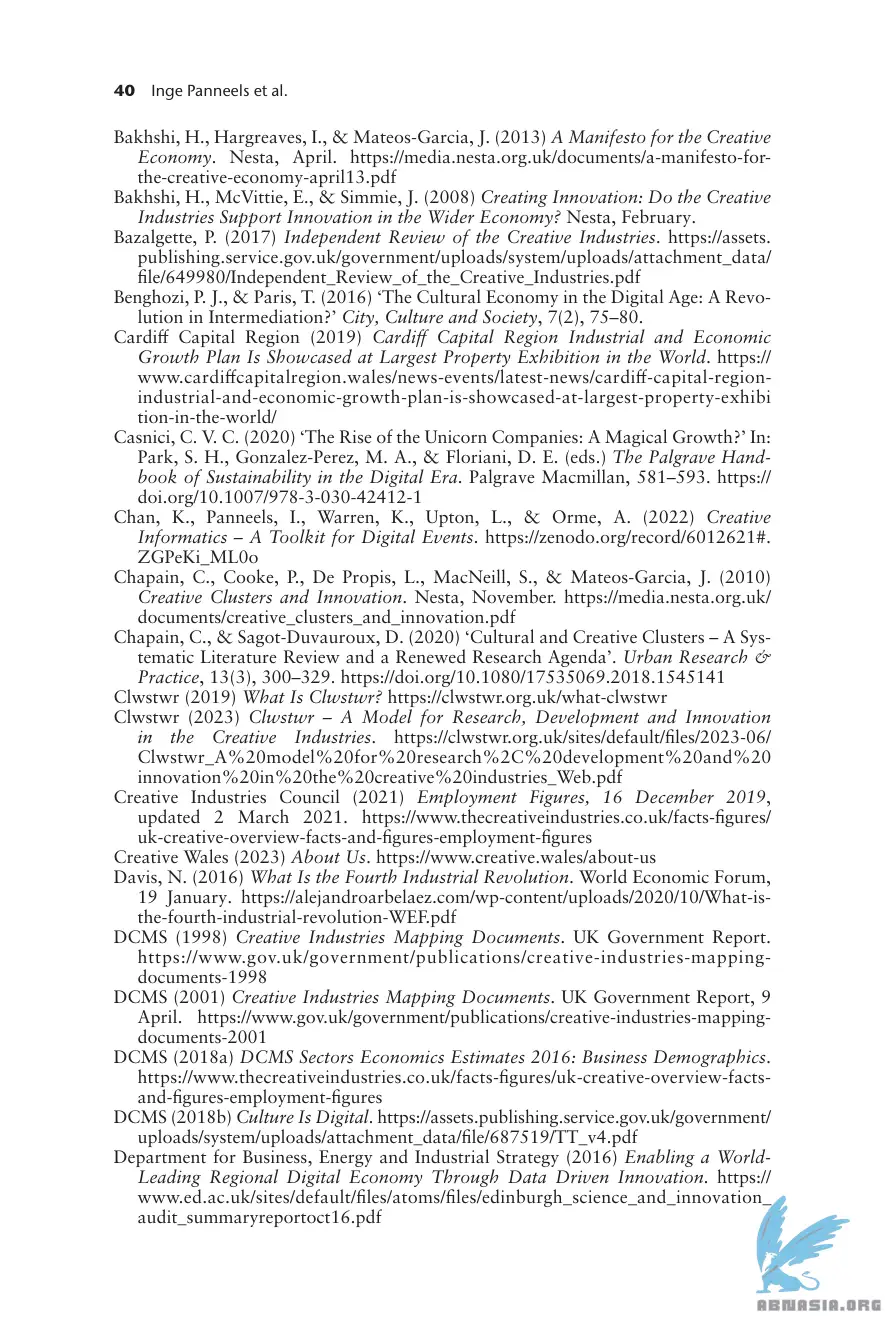 40 Inge Panneels et al.
Bakhshi, H., Hargreaves, I., & Mateos-Garcia, J. (2013) A Manifesto for the Creative
Economy. Nesta, April. https://media.nesta.org.uk/documents/a-manifesto-for-
the-creative-economy-april13.pdf
Bakhshi, H., McVittie, E., & Simmie, J. (2008) Creating Innovation: Do the Creative
Industries Support Innovation in the Wider Economy? Nesta, February.
Bazalgette, P. (2017) Independent Review of the Creative Industries. https://assets.
publishing.service.gov.uk/government/uploads/system/uploads/attachment_data/
file/649980/Independent_Review_of_the_Creative_Industries.pdf
Benghozi, P. J., & Paris, T. (2016) ‘The Cultural Economy in the Digital Age: A Revo-
lution in Intermediation?’ City, Culture and Society, 7(2), 75–80.
Cardiff Capital Region (2019) Cardiff Capital Region Industrial and Economic
Growth Plan Is Showcased at Largest Property Exhibition in the World. https://
www.cardiffcapitalregion.wales/news-events/latest-news/cardiff-capital-region-
industrial-and-economic-growth-plan-is-showcased-at-largest-property-exhibi
tion-in-the-world/
Casnici, C. V. C. (2020) ‘The Rise of the Unicorn Companies: A Magical Growth?’ In:
Park, S. H., Gonzalez-Perez, M. A., & Floriani, D. E. (eds.) The Palgrave Hand-
book of Sustainability in the Digital Era. Palgrave Macmillan, 581–593. https://
doi.org/10.1007/978-3-030-42412-1
Chan, K., Panneels, I., Warren, K., Upton, L., & Orme, A. (2022) Creative
Informatics – A Toolkit for Digital Events. https://zenodo.org/record/6012621#.
ZGPeKi_ML0o
Chapain, C., Cooke, P., De Propis, L., MacNeill, S., & Mateos-Garcia, J. (2010)
Creative Clusters and Innovation. Nesta, November. https://media.nesta.org.uk/
documents/creative_clusters_and_innovation.pdf
Chapain, C., & Sagot-Duvauroux, D. (2020) ‘Cultural and Creative Clusters – A Sys-
tematic Literature Review and a Renewed Research Agenda’. Urban Research &
Practice, 13(3), 300–329. https://doi.org/10.1080/17535069.2018.1545141
Clwstwr (2019) What Is Clwstwr? https://clwstwr.org.uk/what-clwstwr
Clwstwr (2023) Clwstwr – A Model for Research, Development and Innovation
in the Creative Industries. https://clwstwr.org.uk/sites/default/files/2023-06/
Clwstwr_A%20model%20for%20research%2C%20development%20and%20
innovation%20in%20the%20creative%20industries_Web.pdf
Creative Industries Council (2021) Employment Figures, 16 December 2019,
updated 2 March 2021. https://www.thecreativeindustries.co.uk/facts-figures/
uk-creative-overview-facts-and-figures-employment-figures
Creative Wales (2023) About Us. https://www.creative.wales/about-us
Davis, N. (2016) What Is the Fourth Industrial Revolution. World Economic Forum,
19 January. https://alejandroarbelaez.com/wp-content/uploads/2020/10/What-is-
the-fourth-industrial-revolution-WEF.pdf
DCMS (1998) Creative Industries Mapping Documents. UK Government Report.
https://www.gov.uk/government/publications/creative-industries-mapping-
documents-1998
DCMS (2001) Creative Industries Mapping Documents. UK Government Report, 9
April. https://www.gov.uk/government/publications/creative-industries-mapping-
documents-2001
DCMS (2018a) DCMS Sectors Economics Estimates 2016: Business Demographics.
https://www.thecreativeindustries.co.uk/facts-figures/uk-creative-overview-facts-
and-figures-employment-figures
DCMS (2018b) Culture Is Digital. https://assets.publishing.service.gov.uk/government/
uploads/system/uploads/attachment_data/file/687519/TT_v4.pdf
Department for Business, Energy and Industrial Strategy (2016) Enabling a World-
Leading Regional Digital Economy Through Data Driven Innovation. https://
www.ed.ac.uk/sites/default/files/atoms/files/edinburgh_science_and_innovation_
audit_summaryreportoct16.pdf
ABNASIA.ORG